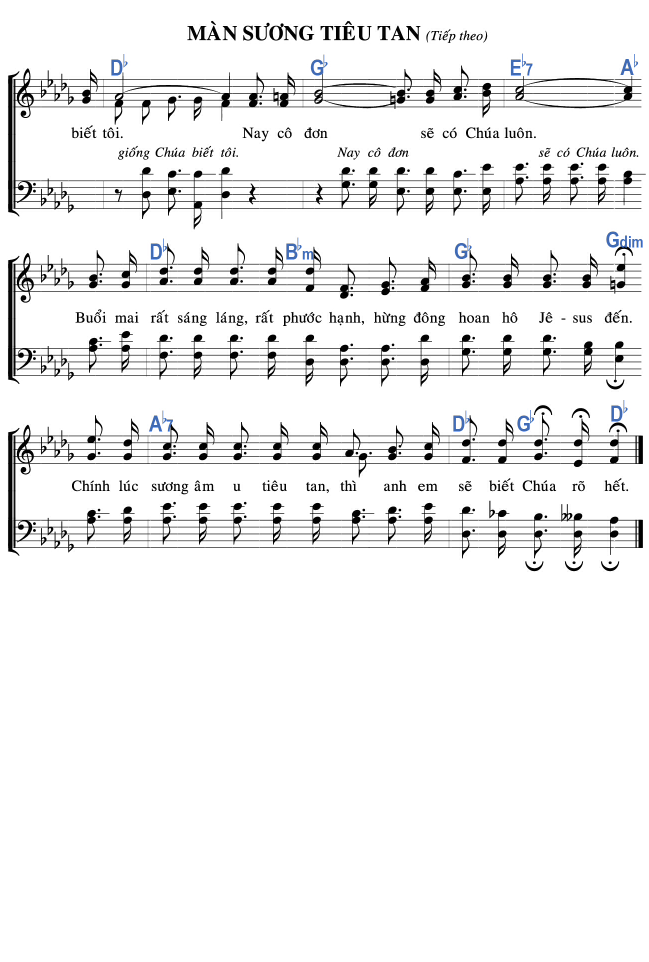 MÀN SƯƠNG TIÊU TAN (Tiếp theo)
D♭ G♭ E♭7 A♭
biết tôi. Nay cô đơn sẽ có Chúa luôn.
giống Chúa biết tôi. Nay cô đơn sẽ có Chúa luôn.
D♭ B♭m G♭ Gdim
Buổi mai rất sáng láng, rất phước hạnh, hừng đông hoan hô Jê - sus đến.
A♭7 D♭ G♭ D♭
Chính lúc sương âm u tiêu tan, thì anh em sẽ biết Chúa rõ hết.